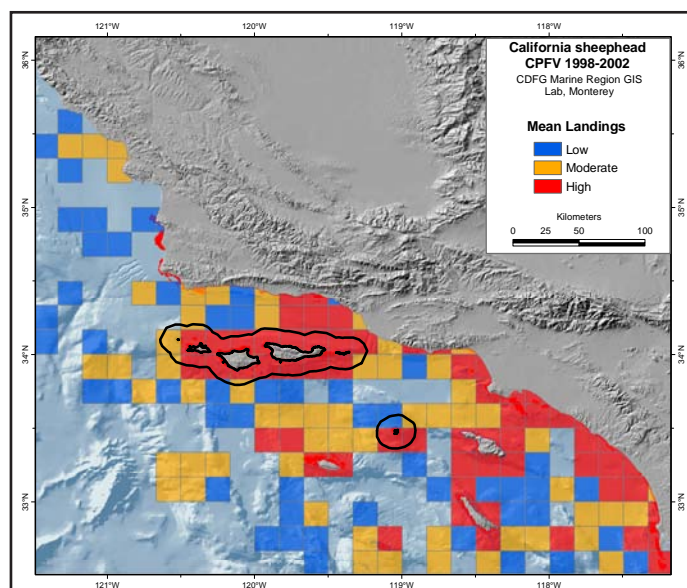 121°W
120°W
119°W
118°W
36°N
35°N
34°N
33°N
California sheephead
CPFV 1998-2002
CDFG Marine Region GIS
Lab, Monterey
Mean Landings
Low
Moderate
High
Kilometers
0
25
50
100
36°N
35°N
34°N
33°N
121°W
120°W
119°W
118°W